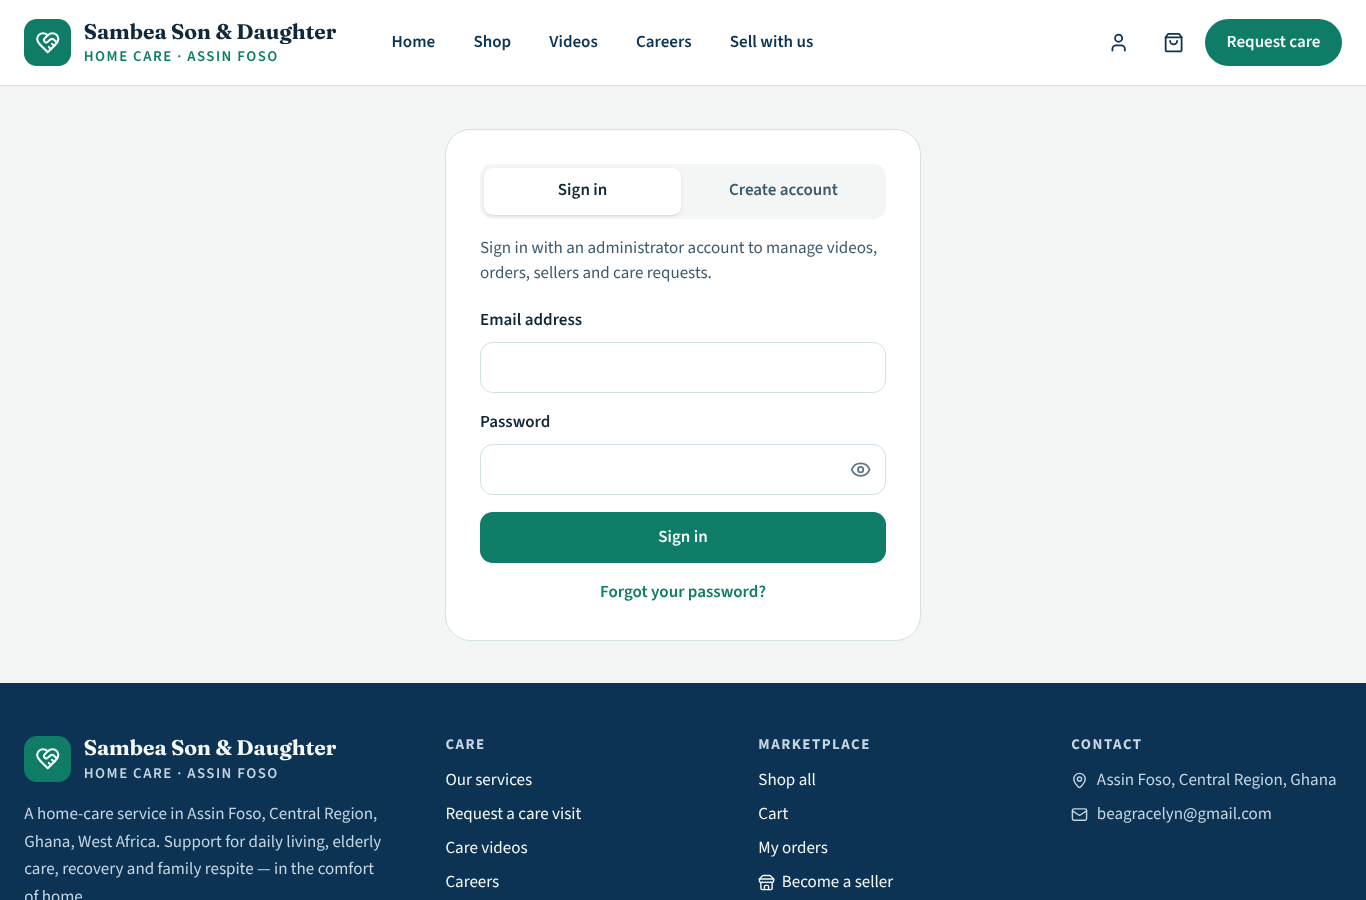 Sambea Son & Daughter
HOME CARE · ASSIN FOSO
Home
Shop
Videos
Careers
Sell with us
Request care
Sign in
Create account
Sign in with an administrator account to manage videos,
orders, sellers and care requests.
Email address
Password
Sign in
Forgot your password?
Sambea Son & Daughter
HOME CARE · ASSIN FOSO
A home-care service in Assin Foso, Central Region,
Ghana, West Africa. Support for daily living, elderly
care, recovery and family respite — in the comfort
of home.
CARE
Our services
Request a care visit
Care videos
Careers
MARKETPLACE
Shop all
Cart
My orders
Become a seller
CONTACT
Assin Foso, Central Region, Ghana
beagracelyn@gmail.com